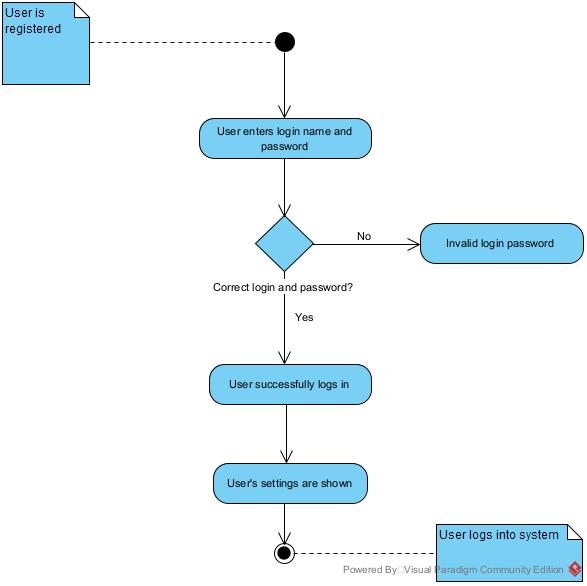 User is
registered
User enters login name and
password
No
Invalid login password
Correct login and password?
Yes
User successfully logs in
User's settings are shown
User logs into system
Powered By Visual Paradigm Community Edition